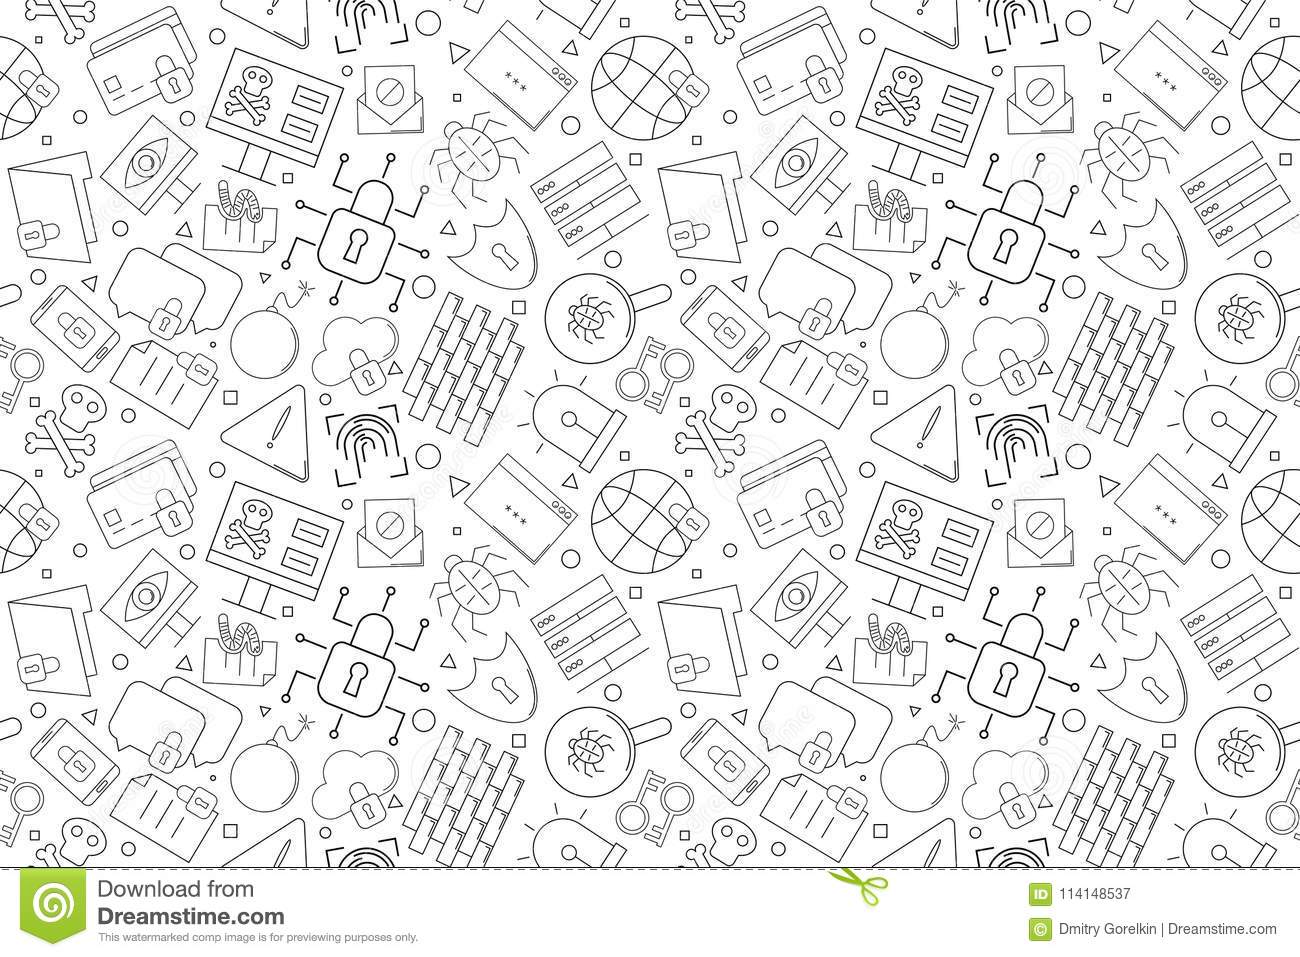 Download from
Dreamstime.com
This watermarked comp image is for previewing purposes only.
ID 114148537
© Dmitry Gorelkin | Dreamstime.com